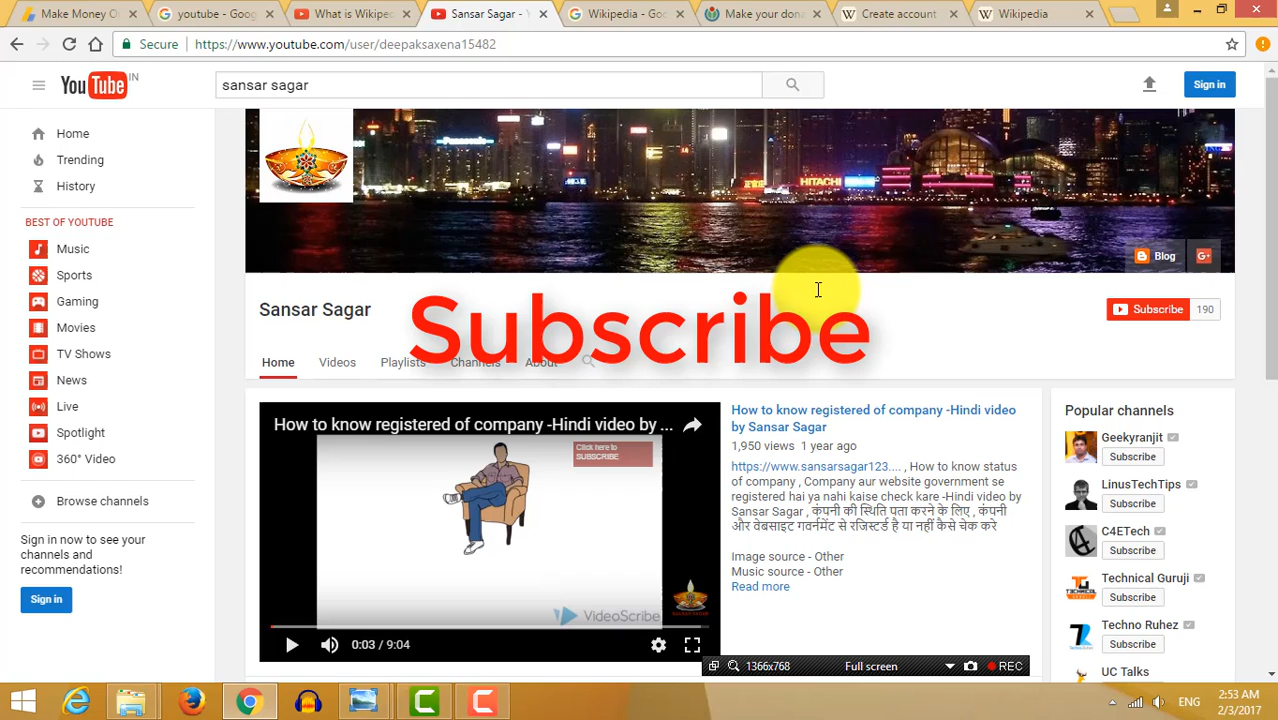 Make Money O
youtube - Goog
What is Wikipe
Sansar Sagar - Y
Wikipedia - Goo
Make your don
Create account
Wikipedia
Secure
https://www.youtube.com/user/deepaksaxena15482
YouTube IN
sansar sagar
Sign in
Home
Trending
History
BEST OF YOUTUBE
Music
Sports
Gaming
Movies
TV Shows
News
Live
Spotlight
360° Video
Browse channels
Sign in now to see your
channels and
recommendations!
Sign in
HITACHI
Blog
G+
Sansar Sagar
Subscribe
Subscribe 190
Home Videos Playlists Channels About
How to know registered of company -Hindi video by ...
Click here to
SUBSCRIBE
VideoScribe
0:03 / 9:04
How to know registered of company -Hindi video
by Sansar Sagar
1,950 views 1 year ago
https://www.sansarsagar123.... , How to know status
of company , Company aur website government se
registered hai ya nahi kaise check kare -Hindi video by
Sansar Sagar , कंपनी की स्थिति पता करने के लिए , कंपनी
और वेबसाइट गवर्नमेंट से रजिस्टर्ड है या नहीं कैसे चेक करे
Image source - Other
Music source - Other
Read more
Popular channels
Geekyranjit
Subscribe
LinusTechTips
Subscribe
C4ETech
Subscribe
Technical Guruji
Subscribe
Techno Ruhez
Subscribe
UC Talks
1366x768 Full screen REC
ENG
2:53 AM
2/3/2017